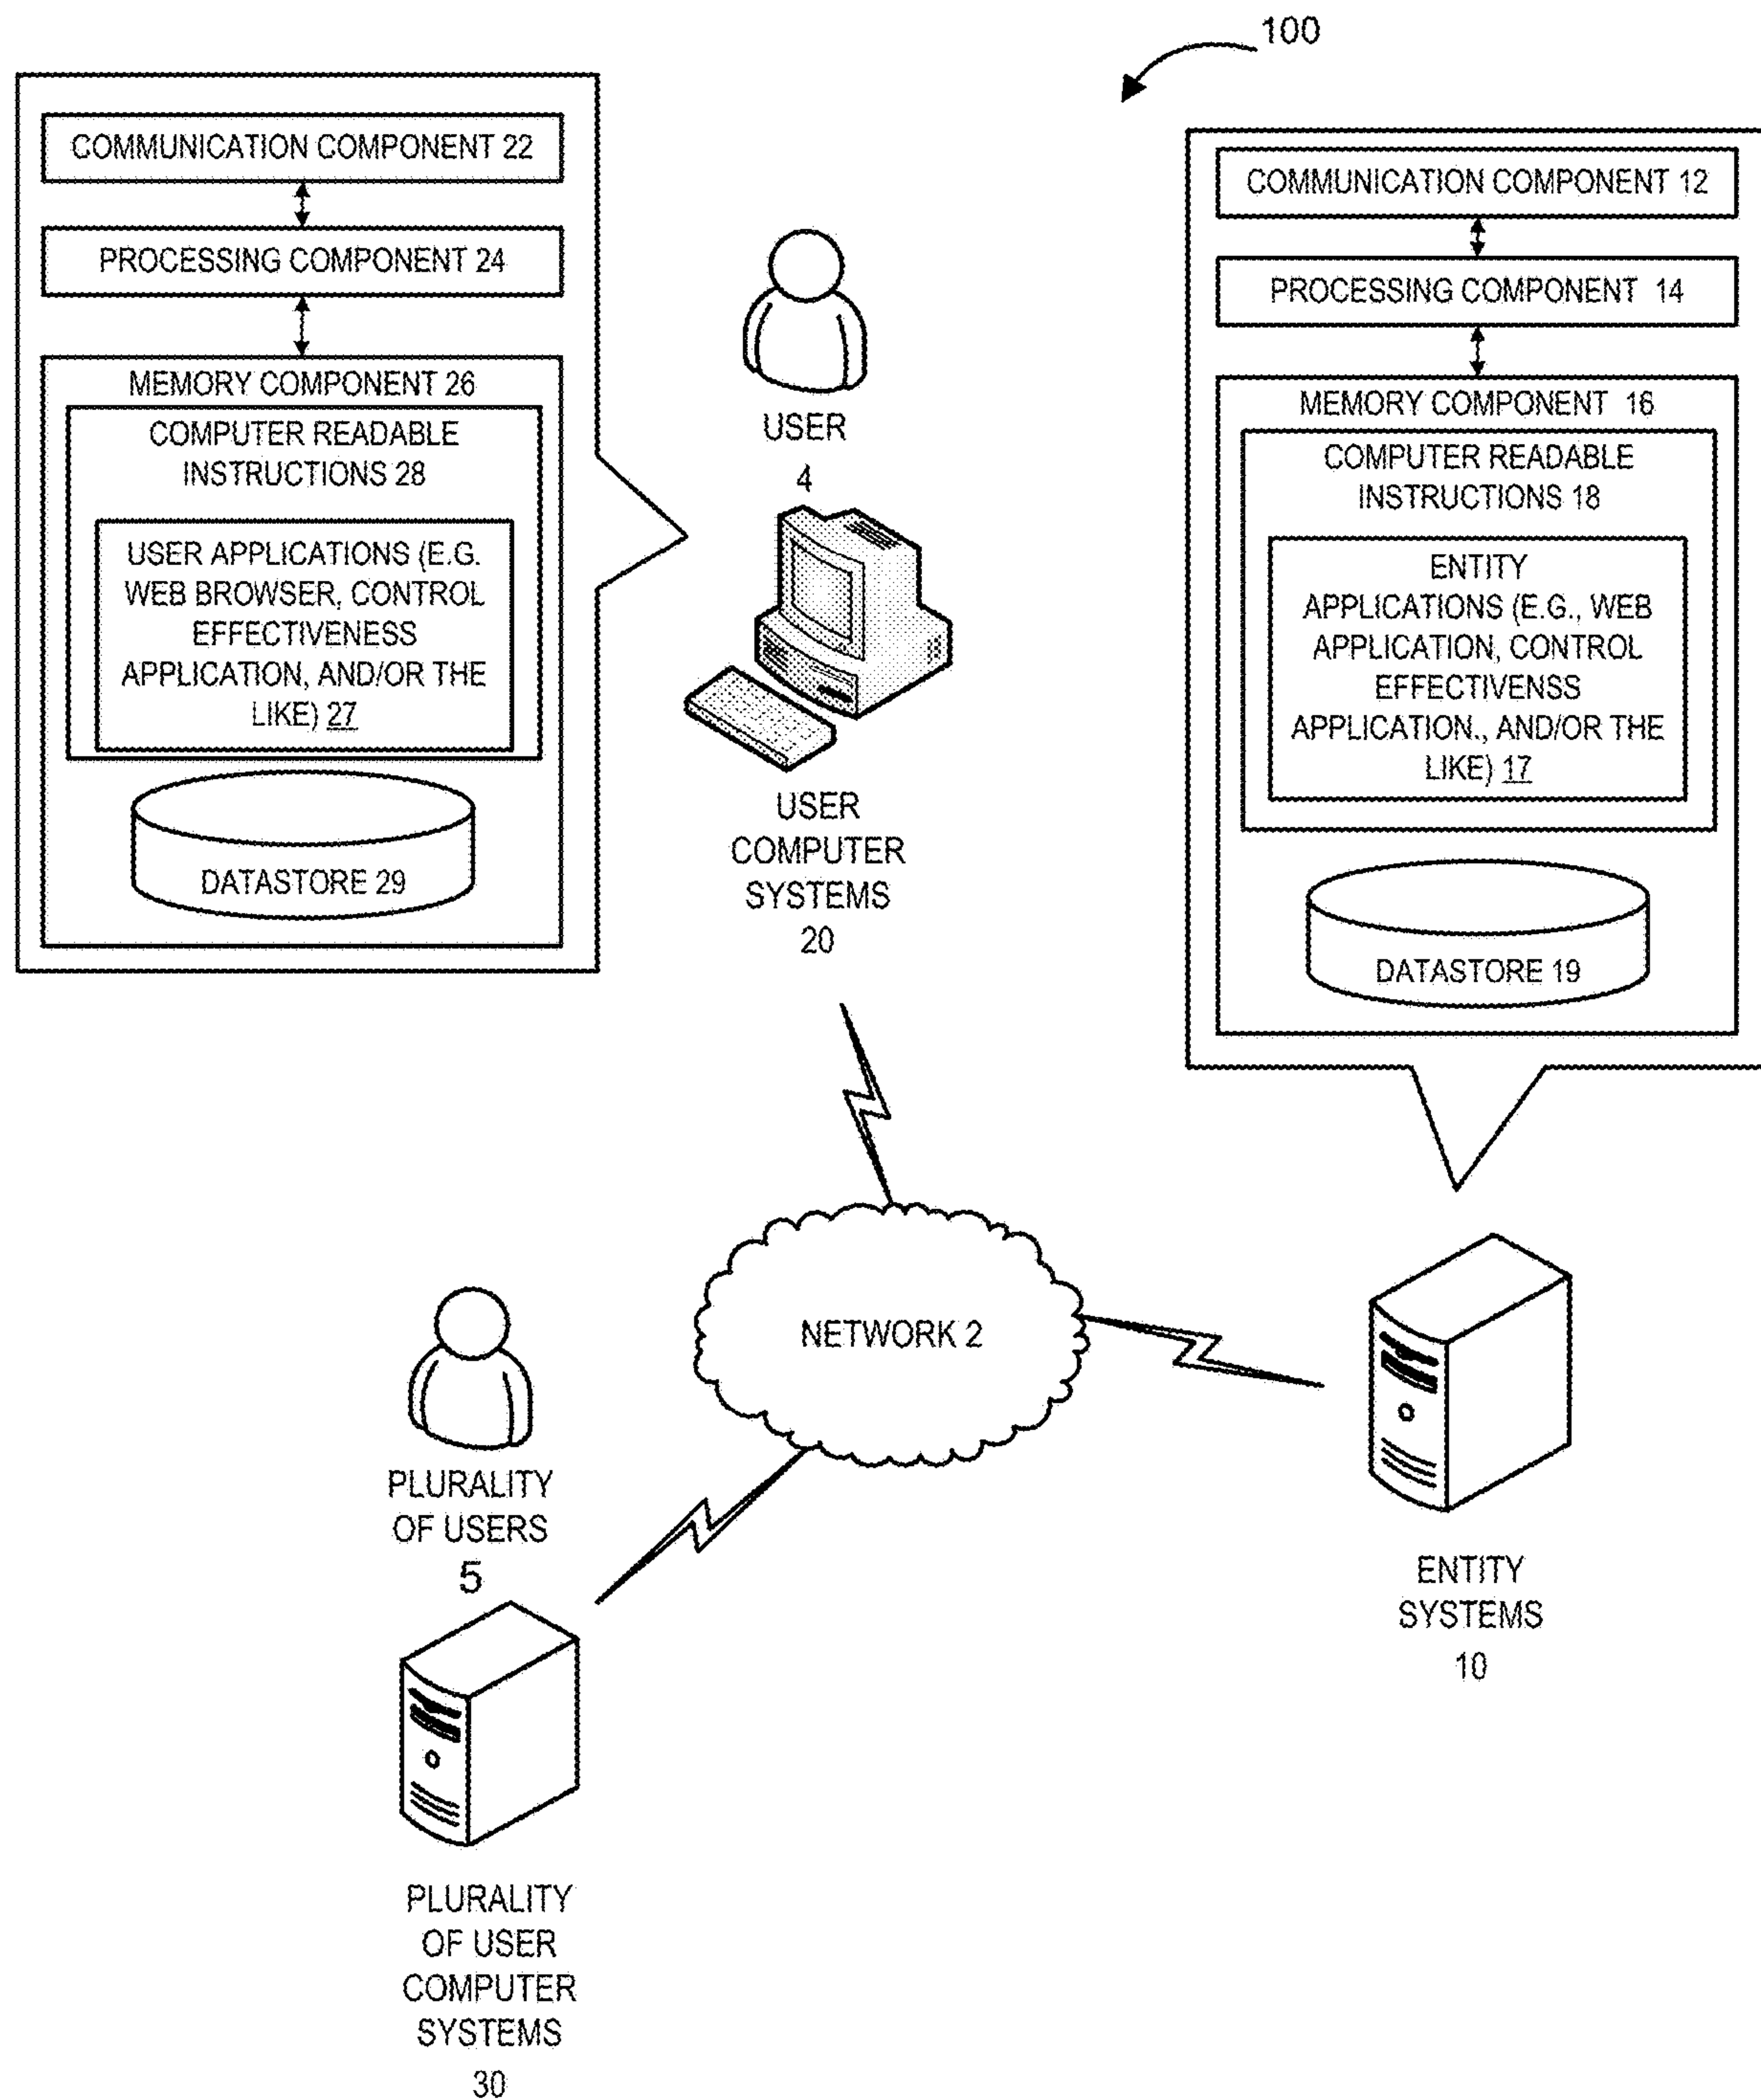 100
COMMUNICATION COMPONENT 22
PROCESSING COMPONENT 24
MEMORY COMPONENT 26
COMPUTER READABLE
INSTRUCTIONS 28
USER APPLICATIONS (E.G.
WEB BROWSER, CONTROL
EFFECTIVENESS
APPLICATION, AND/OR THE
LIKE) 27
DATASTORE 29
USER
4
USER
COMPUTER
SYSTEMS
20
COMMUNICATION COMPONENT 12
PROCESSING COMPONENT 14
MEMORY COMPONENT 16
COMPUTER READABLE
INSTRUCTIONS 18
ENTITY
APPLICATIONS (E.G., WEB
APPLICATION, CONTROL
EFFECTIVENSS
APPLICATION., AND/OR THE
LIKE) 17
DATASTORE 19
NETWORK 2
PLURALITY
OF USERS
5
PLURALITY
OF USER
COMPUTER
SYSTEMS
30
ENTITY
SYSTEMS
10